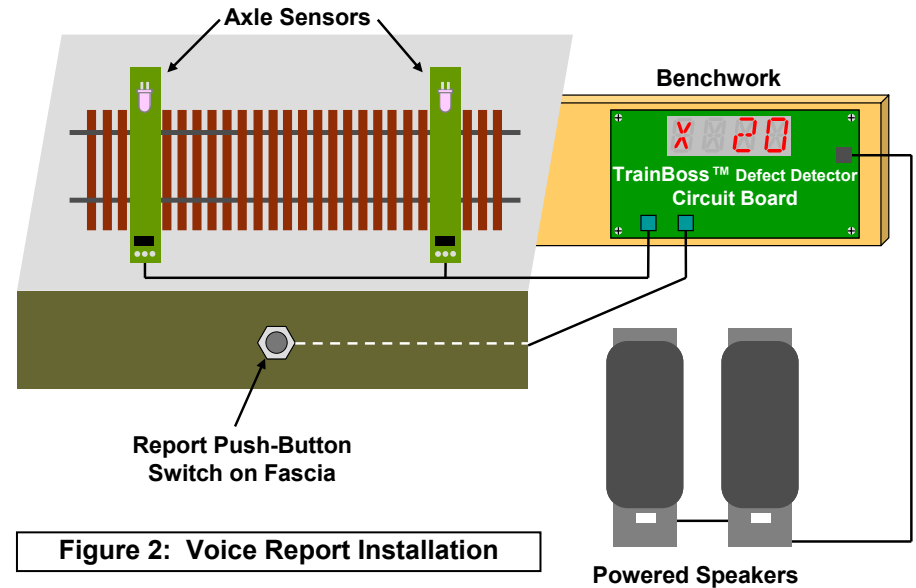 Axle Sensors
Benchwork
X 20
TrainBoss™ Defect Detector
Circuit Board
Report Push-Button
Switch on Fascia
Figure 2: Voice Report Installation
Powered Speakers